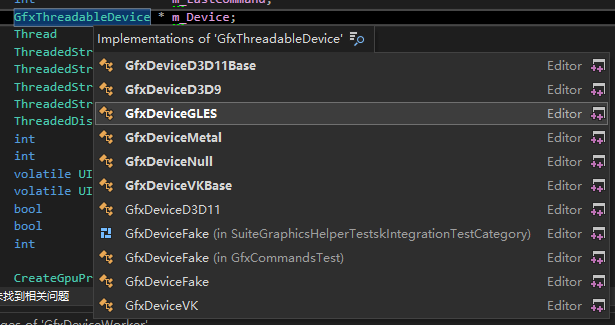 int m_LastCommand;
GfxThreadableDevice * m_Device;
Thread
ThreadedStr
ThreadedStr
ThreadedStr
ThreadedStr
ThreadedDis
int
int
volatile UI
volatile UI
bool
bool
int
CreateGpuPr
Implementations of 'GfxThreadableDevice'
GfxDeviceD3D11Base Editor
GfxDeviceD3D9 Editor
GfxDeviceGLES Editor
GfxDeviceMetal Editor
GfxDeviceNull Editor
GfxDeviceVKBase Editor
GfxDeviceD3D11 Editor
GfxDeviceFake (in SuiteGraphicsHelperTestskIntegrationTestCategory) Editor
GfxDeviceFake (in GfxCommandsTest) Editor
GfxDeviceFake Editor
GfxDeviceVK Editor
找到相关问题
ges of 'GfxDeviceWorker'